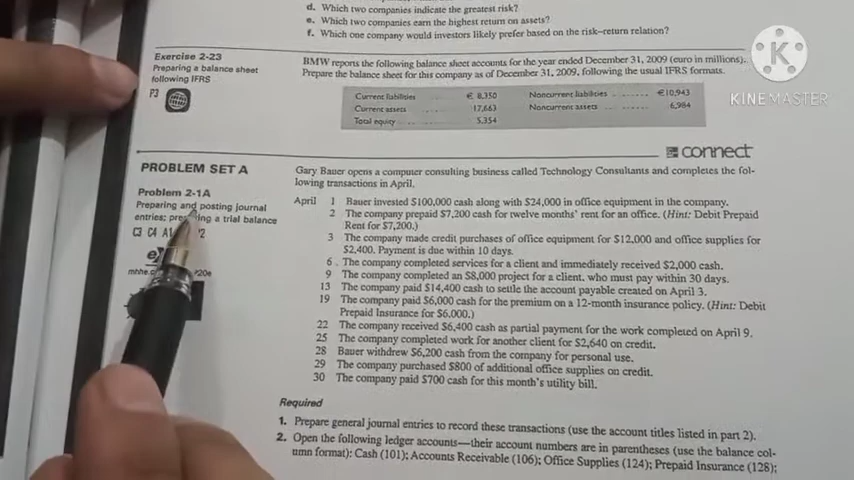 d. Which two companies indicate the greatest risk?
e. Which two companies earn the highest return on assets?
f. Which one company would investors likely prefer based on the risk–return relation?
Exercise 2-23
Preparing a balance sheet
following IFRS
P3
BMW reports the following balance sheet accounts for the year ended December 31, 2009 (euro in millions).
Prepare the balance sheet for this company as of December 31, 2009, following the usual IFRS formats.
Current liabilities . . . . € 8,350 Noncurrent liabilities . . . . . . . . €10,943
Current assets . . . . 17,663 Noncurrent assets . . . . . . 6,984
Total equity . . . . 5,354
K
KINEMASTER
connect
PROBLEM SET A
Problem 2-1A
Preparing and posting journal
entries; preparing a trial balance
C3 C4 A1 P2
Gary Bauer opens a computer consulting business called Technology Consultants and completes the fol-
lowing transactions in April.
April 1 Bauer invested $100,000 cash along with $24,000 in office equipment in the company.
2 The company prepaid $7,200 cash for twelve months' rent for an office. (Hint: Debit Prepaid
Rent for $7,200.)
3 The company made credit purchases of office equipment for $12,000 and office supplies for
$2,400. Payment is due within 10 days.
6 The company completed services for a client and immediately received $2,000 cash.
9 The company completed an $8,000 project for a client, who must pay within 30 days.
13 The company paid $14,400 cash to settle the account payable created on April 3.
19 The company paid $6,000 cash for the premium on a 12-month insurance policy. (Hint: Debit
Prepaid Insurance for $6,000.)
22 The company received $6,400 cash as partial payment for the work completed on April 9.
25 The company completed work for another client for $2,640 on credit.
28 Bauer withdrew $6,200 cash from the company for personal use.
29 The company purchased $800 of additional office supplies on credit.
30 The company paid $700 cash for this month's utility bill.
Required
1. Prepare general journal entries to record these transactions (use the account titles listed in part 2).
2. Open the following ledger accounts—their account numbers are in parentheses (use the balance col-
umn format): Cash (101); Accounts Receivable (106); Office Supplies (124); Prepaid Insurance (128);